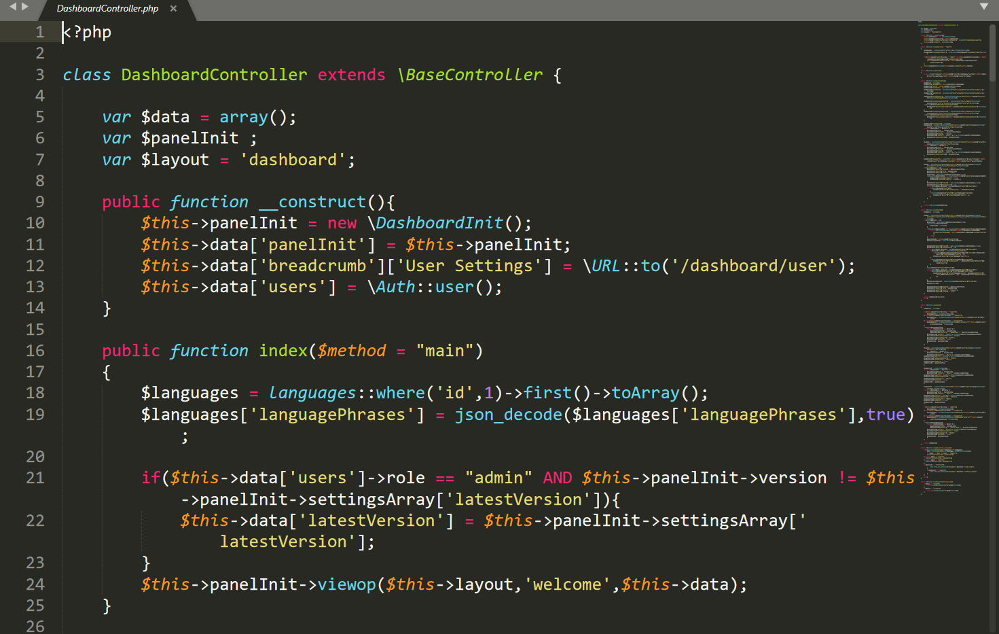 DashboardController.php ×
1 <?php
2
3 class DashboardController extends \BaseController {
4
5     var $data = array();
6     var $panelInit ;
7     var $layout = 'dashboard';
8
9     public function __construct(){
10         $this->panelInit = new \DashboardInit();
11         $this->data['panelInit'] = $this->panelInit;
12         $this->data['breadcrumb']['User Settings'] = \URL::to('/dashboard/user');
13         $this->data['users'] = \Auth::user();
14     }
15
16     public function index($method = "main")
17     {
18         $languages = languages::where('id',1)->first()->toArray();
19         $languages['languagePhrases'] = json_decode($languages['languagePhrases'],true)
;
20
21         if($this->data['users']->role == "admin" AND $this->panelInit->version != $this
->panelInit->settingsArray['latestVersion']){
22             $this->data['latestVersion'] = $this->panelInit->settingsArray['
latestVersion'];
23         }
24         $this->panelInit->viewop($this->layout,'welcome',$this->data);
25     }
26